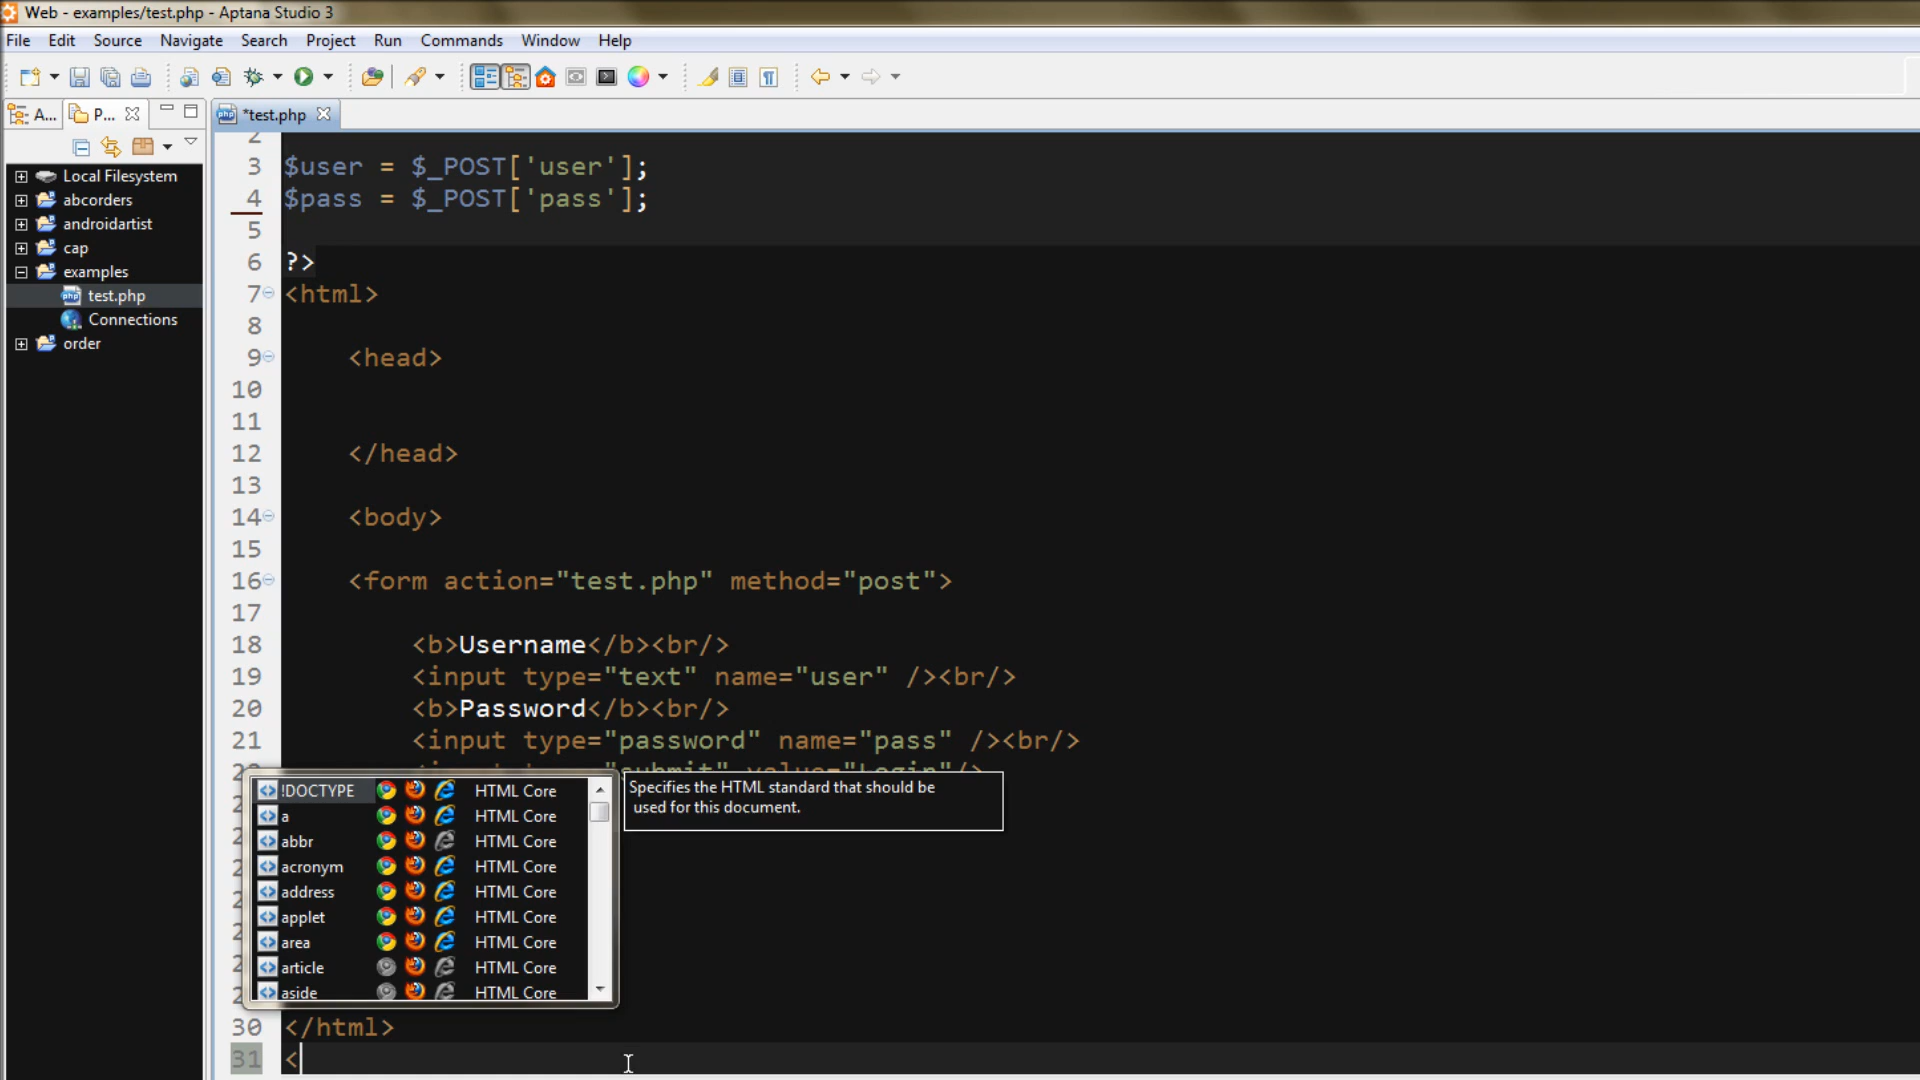 Web - examples/test.php - Aptana Studio 3
File Edit Source Navigate Search Project Run Commands Window Help
A... P... *test.php
2
3 $user = $_POST['user'];
4 $pass = $_POST['pass'];
5
6 ?>
7 <html>
8
9 <head>
10
11
12 </head>
13
14 <body>
15
16 <form action="test.php" method="post">
17
18 <b>Username</b><br/>
19 <input type="text" name="user" /><br/>
20 <b>Password</b><br/>
21 <input type="password" name="pass" /><br/>
30 </html>
31 <
Local Filesystem
abcorders
androidartist
cap
examples
php test.php
Connections
order
!DOCTYPE HTML Core
a HTML Core
abbr HTML Core
acronym HTML Core
address HTML Core
applet HTML Core
area HTML Core
article HTML Core
aside HTML Core
Specifies the HTML standard that should be
used for this document.